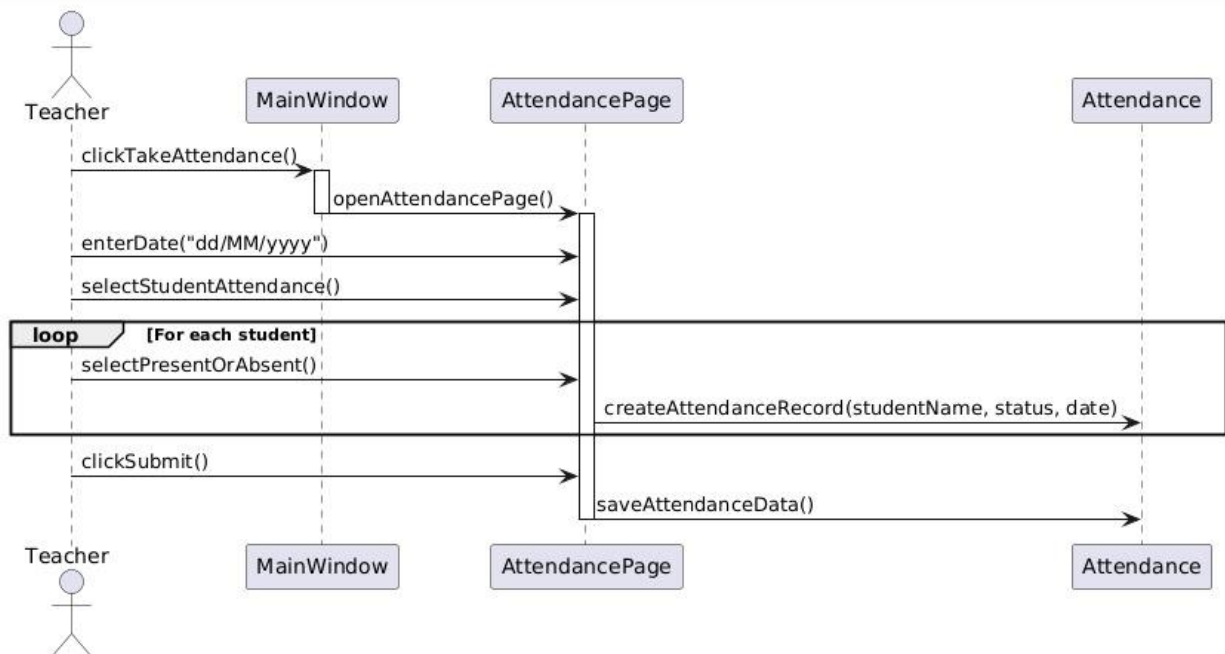 Teacher
MainWindow
AttendancePage
Attendance
clickTakeAttendance()
openAttendancePage()
enterDate("dd/MM/yyyy")
selectStudentAttendance()
loop [For each student]
selectPresentOrAbsent()
createAttendanceRecord(studentName, status, date)
clickSubmit()
saveAttendanceData()
Teacher
MainWindow
AttendancePage
Attendance